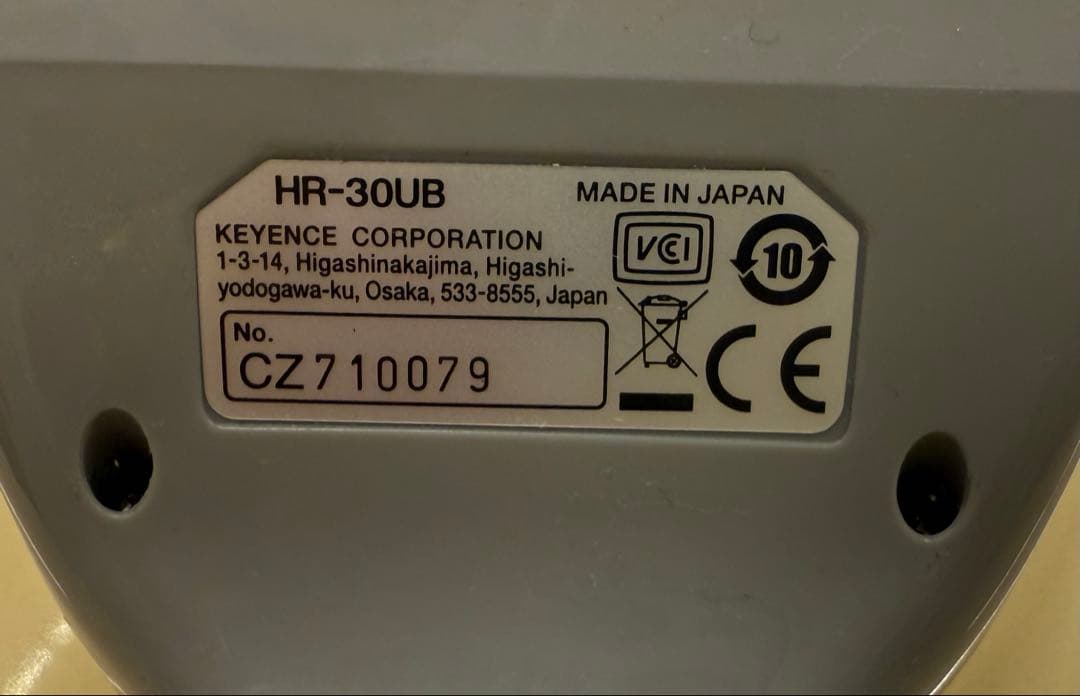 HR-30UB
MADE IN JAPAN
KEYENCE CORPORATION
1-3-14, Higashinakajima, Higashi-
yodogawa-ku, Osaka, 533-8555, Japan
VCCI
10
No.
CZ710079
CE